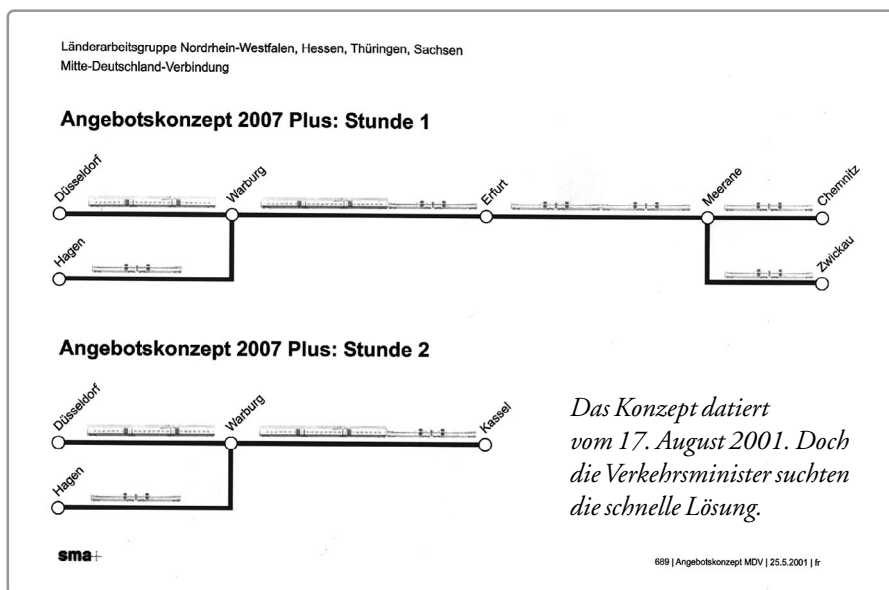 Länderarbeitsgruppe Nordrhein-Westfalen, Hessen, Thüringen, Sachsen
Mitte-Deutschland-Verbindung
Angebotskonzept 2007 Plus: Stunde 1
Düsseldorf
Warburg
Erfurt
Meerane
Chemnitz
Hagen
Zwickau
Angebotskonzept 2007 Plus: Stunde 2
Düsseldorf
Warburg
Kassel
Hagen
Das Konzept datiert
vom 17. August 2001. Doch
die Verkehrsminister suchten
die schnelle Lösung.
sma+
689 | Angebotskonzept MDV | 25.5.2001 | fr